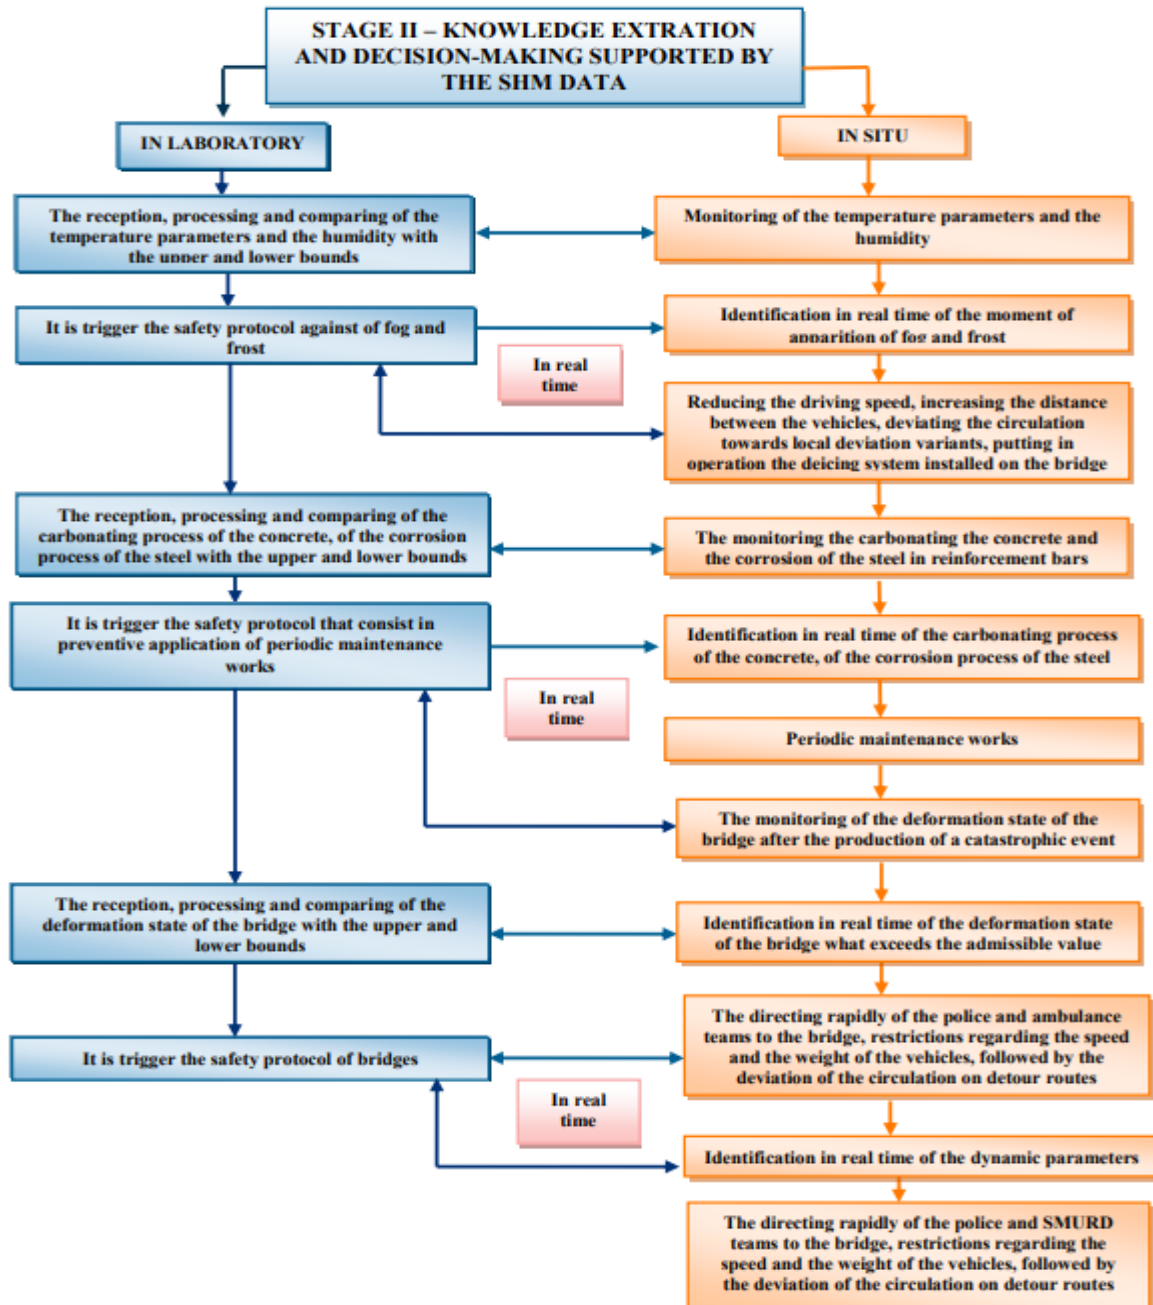 STAGE II – KNOWLEDGE EXTRATION
AND DECISION-MAKING SUPPORTED BY
THE SHM DATA
IN LABORATORY
IN SITU
The reception, processing and comparing of the
temperature parameters and the humidity with
the upper and lower bounds
Monitoring of the temperature parameters and the
humidity
It is trigger the safety protocol against of fog and
frost
Identification in real time of the moment of
apparition of fog and frost
In real
time
Reducing the driving speed, increasing the distance
between the vehicles, deviating the circulation
towards local deviation variants, putting in
operation the deicing system installed on the bridge
The reception, processing and comparing of the
carbonating process of the concrete, of the corrosion
process of the steel with the upper and lower bounds
The monitoring the carbonating the concrete and
the corrosion of the steel in reinforcement bars
It is trigger the safety protocol that consist in
preventive application of periodic maintenance
works
Identification in real time of the carbonating process
of the concrete, of the corrosion process of the steel
In real
time
Periodic maintenance works
The monitoring of the deformation state of the
bridge after the production of a catastrophic event
The reception, processing and comparing of the
deformation state of the bridge with the upper and
lower bounds
Identification in real time of the deformation state
of the bridge what exceeds the admissible value
The directing rapidly of the police and ambulance
teams to the bridge, restrictions regarding the speed
and the weight of the vehicles, followed by the
deviation of the circulation on detour routes
It is trigger the safety protocol of bridges
In real
time
Identification in real time of the dynamic parameters
The directing rapidly of the police and SMURD
teams to the bridge, restrictions regarding the
speed and the weight of the vehicles, followed by
the deviation of the circulation on detour routes